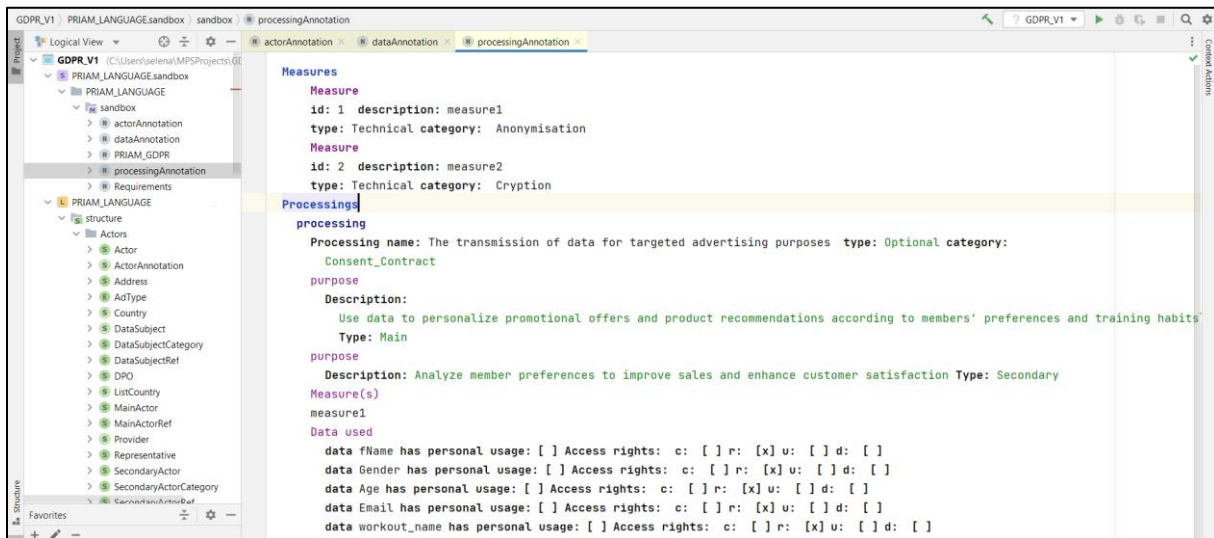 GDPR_V1 PRIAM_LANGUAGE.sandbox sandbox processingAnnotation
? GDPR_V1
Project
Logical View
actorAnnotation
dataAnnotation
processingAnnotation
Context Actions
GDPR_V1 (C:\Users\selena\MPSProjects\G
PRIAM_LANGUAGE.sandbox
PRIAM_LANGUAGE
sandbox
actorAnnotation
dataAnnotation
PRIAM_GDPR
processingAnnotation
Requirements
PRIAM_LANGUAGE
structure
Actors
Actor
ActorAnnotation
Address
AdType
Country
DataSubject
DataSubjectCategory
DataSubjectRef
DPO
ListCountry
MainActor
MainActorRef
Provider
Representative
SecondaryActor
SecondaryActorCategory
SecondaryActorRef
Structure
Favorites
Measures
Measure
id: 1 description: measure1
type: Technical category: Anonymisation
Measure
id: 2 description: measure2
type: Technical category: Cryption
Processings
processing
Processing name: The transmission of data for targeted advertising purposes type: Optional category:
Consent_Contract
purpose
Description:
Use data to personalize promotional offers and product recommendations according to members' preferences and training habits
Type: Main
purpose
Description: Analyze member preferences to improve sales and enhance customer satisfaction Type: Secondary
Measure(s)
measure1
Data used
data fName has personal usage: [ ] Access rights: c: [ ] r: [x] u: [ ] d: [ ]
data Gender has personal usage: [ ] Access rights: c: [ ] r: [x] u: [ ] d: [ ]
data Age has personal usage: [ ] Access rights: c: [ ] r: [x] u: [ ] d: [ ]
data Email has personal usage: [ ] Access rights: c: [ ] r: [x] u: [ ] d: [ ]
data workout_name has personal usage: [ ] Access rights: c: [ ] r: [x] u: [ ] d: [ ]